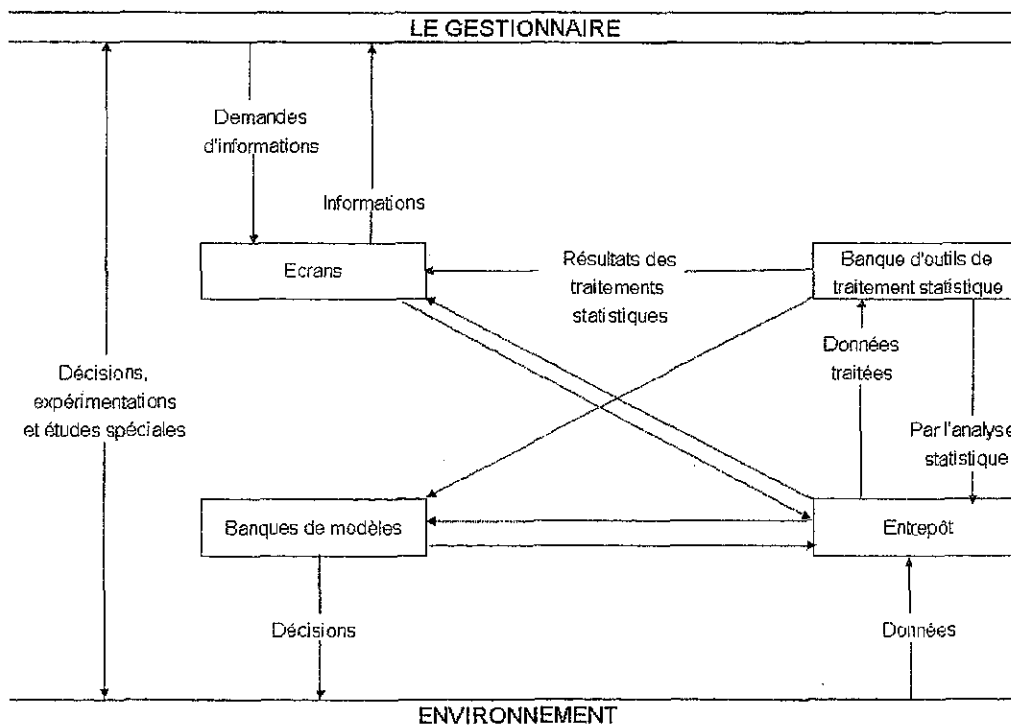 LE GESTIONNAIRE
Demandes
d'informations
Informations
Ecrans
Résultats des
traitements
statistiques
Banque d'outils de
traitement statistique
Données
traitées
Décisions,
expérimentations
et études spéciales
Par l'analyse
statistique
Banques de modèles
Entrepôt
Décisions
Données
ENVIRONNEMENT